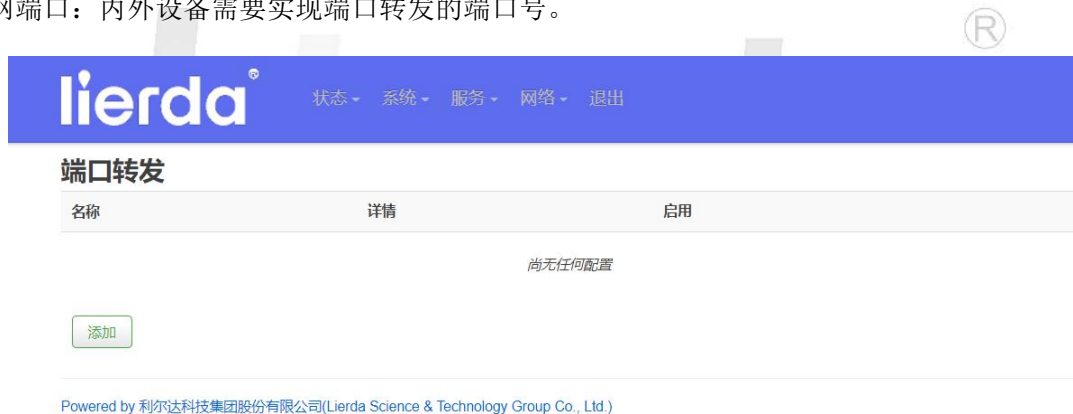 网端口：内外设备需要实现端口转发的端口号。
®
lierda®
状态 系统 服务 网络 退出
端口转发
名称 详情 启用
尚无任何配置
添加
Powered by 利尔达科技集团股份有限公司(Lierda Science & Technology Group Co., Ltd.)